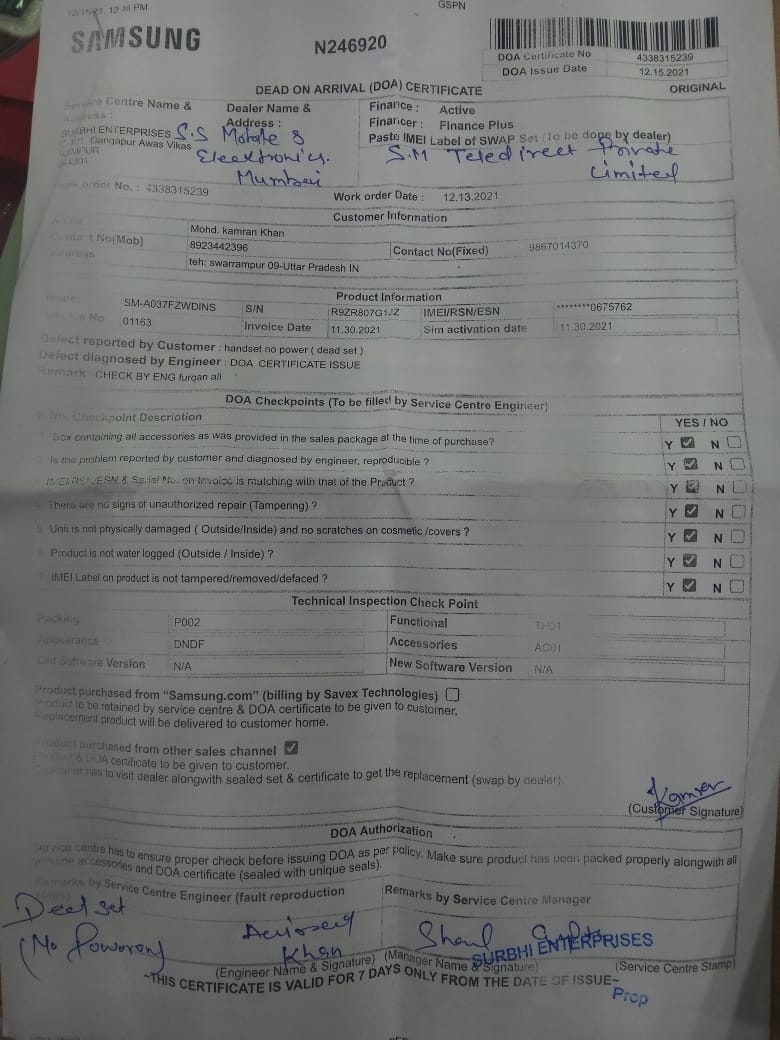 12/15/21, 12:16 PM
GSPN
SAMSUNG
N246920
DOA Certificate No 4338315239
DOA Issue Date 12.15.2021
DEAD ON ARRIVAL (DOA) CERTIFICATE
ORIGINAL
Service Centre Name &
Address :
SURBHI ENTERPRISES
Gangapur Awas Vikas
Dealer Name &
Address :
S.S Mobile &
Electronics.
Mumbai
Finance : Active
Financer : Finance Plus
Paste IMEI Label of SWAP Set (To be done by dealer)
S.M Teledirect Private
Limited
Work order No. : 4338315239
Work order Date : 12.13.2021
Customer Information
Name Mohd. kamran Khan
Contact No(Mob) 8923442396 Contact No(Fixed) 9867014370
Address teh: swarrampur 09-Uttar Pradesh IN
Product Information
Model SM-A037FZWDINS S/N R9ZR807G1JZ IMEI/RSN/ESN ********0675762
Invoice No 01163 Invoice Date 11.30.2021 Sim activation date 11.30.2021
Defect reported by Customer : handset no power ( dead set )
Defect diagnosed by Engineer : DOA CERTIFICATE ISSUE
Remark : CHECK BY ENG furqan ali
DOA Checkpoints (To be filled by Service Centre Engineer)
S.No. Checkpoint Description YES / NO
1 Box containing all accessories as was provided in the sales package at the time of purchase? Y N
2 Is the problem reported by customer and diagnosed by engineer, reproducible ? Y N
3 IMEI/RSN/ESN & Serial No. on Invoice is matching with that of the Product ? Y N
4 There are no signs of unauthorized repair (Tampering) ? Y N
5 Unit is not physically damaged ( Outside/Inside) and no scratches on cosmetic /covers ? Y N
6 Product is not water logged (Outside / Inside) ? Y N
7 IMEI Label on product is not tampered/removed/defaced ? Y N
Technical Inspection Check Point
Packing P002 Functional TH01
Appearance DNDF Accessories AC01
Old Software Version N/A New Software Version N/A
Product purchased from “Samsung.com” (billing by Savex Technologies)
Product to be retained by service centre & DOA certificate to be given to customer.
Replacement product will be delivered to customer home.
Product purchased from other sales channel
Product & DOA certificate to be given to customer.
Customer has to visit dealer alongwith sealed set & certificate to get the replacement (swap by dealer).
Kamran
(Customer Signature)
DOA Authorization
Service centre has to ensure proper check before issuing DOA as per policy. Make sure product has been packed properly alongwith all
genuine accessories and DOA certificate (sealed with unique seals).
Remarks by Service Centre Engineer (fault reproduction
Remarks by Service Centre Manager
Dead set
(No Poweron)
Khan
SURBHI ENTERPRISES
(Engineer Name & Signature) (Manager Name & Signature) (Service Centre Stamp)
~THIS CERTIFICATE IS VALID FOR 7 DAYS ONLY FROM THE DATE OF ISSUE~
Prop